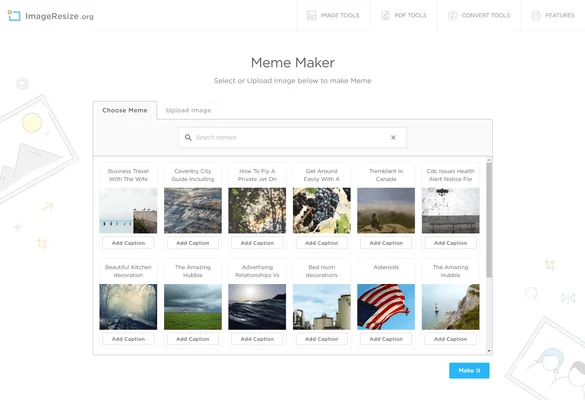 ImageResize.org
IMAGE TOOLS
PDF TOOLS
CONVERT TOOLS
FEATURES
Meme Maker
Select or Upload Image below to make Meme
Choose Meme
Upload Image
Search memes
Business Travel
With The Wife
Coventry City
Guide Including
How To Fly A
Private Jet On
Get Around
Easily With A
Tremblant In
Canada
Cdc Issues Health
Alert Notice For
Add Caption
Add Caption
Add Caption
Add Caption
Add Caption
Add Caption
Beautiful Kitchen
decoration
The Amazing
Hubble
Advertising
Relationships Vs
Bed room
decorations
Asteroids
The Amazing
Hubble
Add Caption
Add Caption
Add Caption
Add Caption
Add Caption
Add Caption
Make it